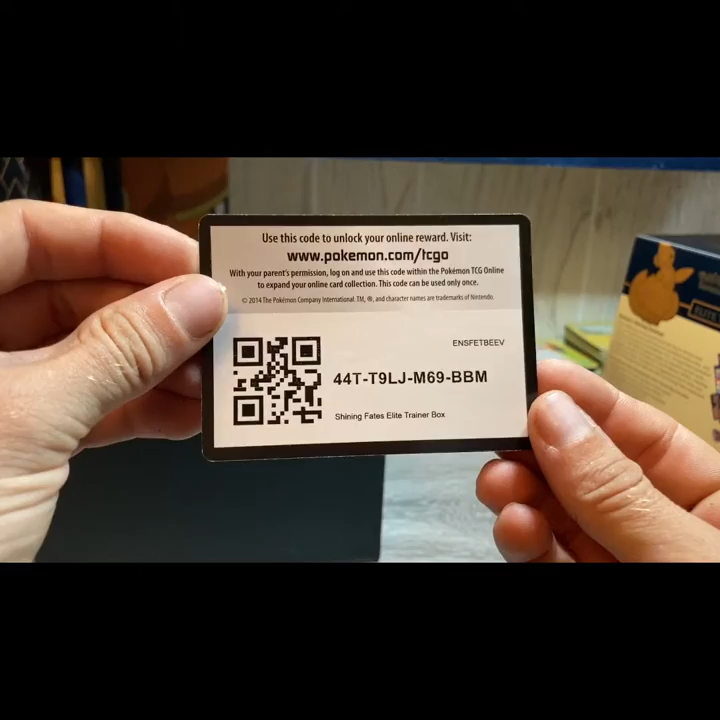 Use this code to unlock your online reward. Visit:
www.pokemon.com/tcgo
With your parent's permission, log on and use this code within the Pokémon TCG Online
to expand your online card collection. This code can be used only once.
© 2014 The Pokémon Company International. TM, ®, and character names are trademarks of Nintendo.
ENSFETBEEV
44T-T9LJ-M69-BBM
Shining Fates Elite Trainer Box